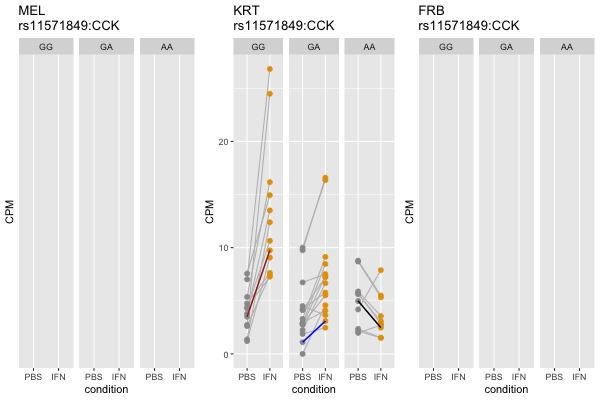 MEL
rs11571849:CCK
GG GA AA
CPM
PBS IFN PBS IFN PBS IFN
condition
KRT
rs11571849:CCK
GG GA AA
20
10
0
CPM
PBS IFN PBS IFN PBS IFN
condition
FRB
rs11571849:CCK
GG GA AA
CPM
PBS IFN PBS IFN PBS IFN
condition